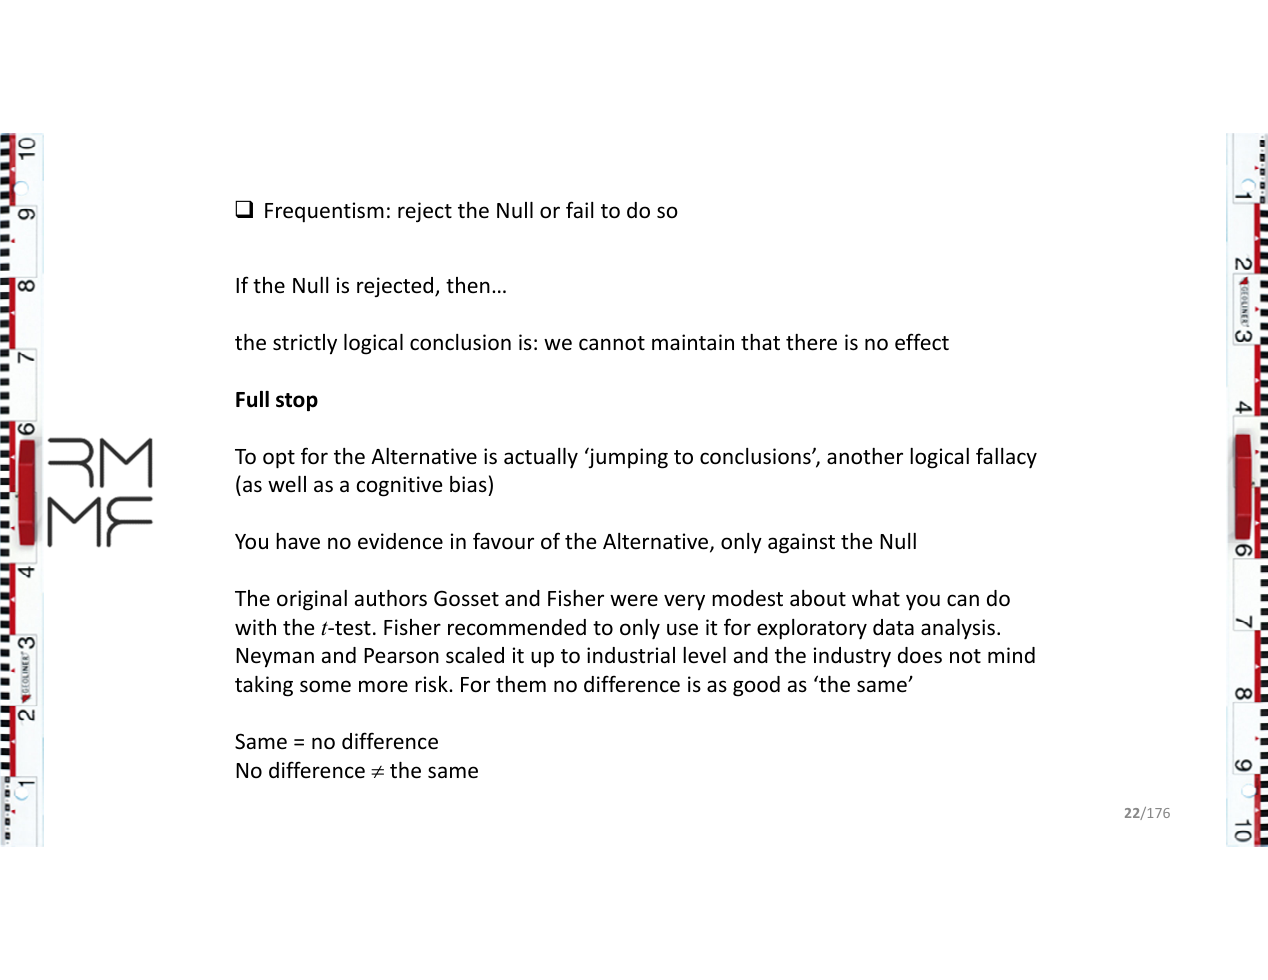 ❑ Frequentism: reject the Null or fail to do so
If the Null is rejected, then…
the strictly logical conclusion is: we cannot maintain that there is no effect
Full stop
To opt for the Alternative is actually ‘jumping to conclusions’, another logical fallacy
(as well as a cognitive bias)
You have no evidence in favour of the Alternative, only against the Null
The original authors Gosset and Fisher were very modest about what you can do
with the t-test. Fisher recommended to only use it for exploratory data analysis.
Neyman and Pearson scaled it up to industrial level and the industry does not mind
taking some more risk. For them no difference is as good as ‘the same’
Same = no difference
No difference ≠ the same
22/176
RM
MF
10
9
8
7
6
4
3
GEOLINER
2
1
1
2
GEOLINER
3
4
6
7
8
9
10